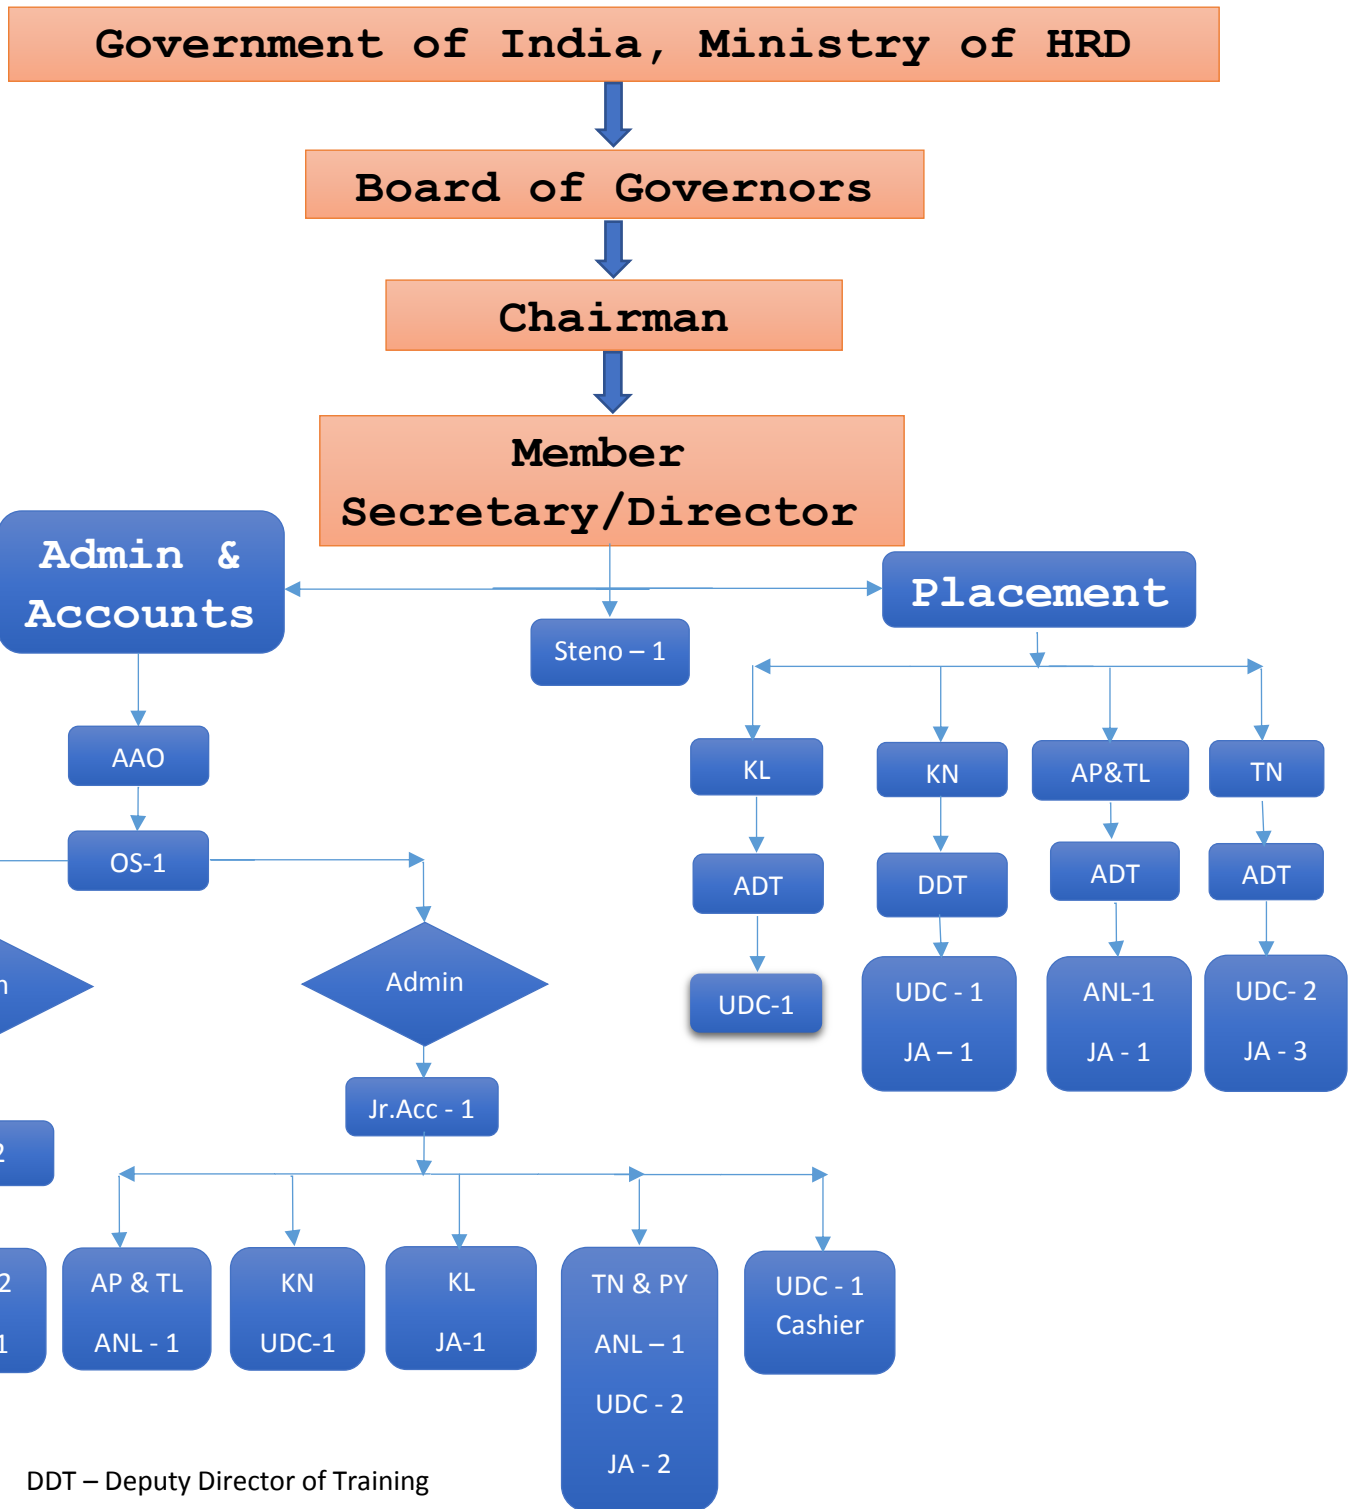 Government of India, Ministry of HRD
Board of Governors
Chairman
Member
Secretary/Director
Admin &
Accounts
Placement
Steno – 1
AAO
KL
KN
AP&TL
TN
OS-1
ADT
DDT
ADT
ADT
Admin
UDC-1
UDC - 1
JA – 1
ANL-1
JA - 1
UDC- 2
JA - 3
Jr.Acc - 1
2
2
1
AP & TL
ANL - 1
KN
UDC-1
KL
JA-1
TN & PY
ANL – 1
UDC - 2
JA - 2
UDC - 1
Cashier
DDT – Deputy Director of Training